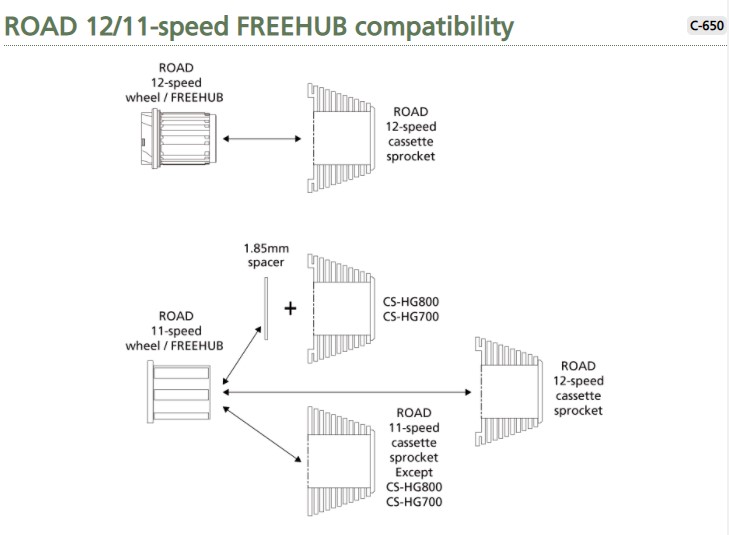 ROAD 12/11-speed FREEHUB compatibility
C-650
ROAD
12-speed
wheel / FREEHUB
ROAD
12-speed
cassette
sprocket
1.85mm
spacer
+
CS-HG800
CS-HG700
ROAD
11-speed
wheel / FREEHUB
ROAD
12-speed
cassette
sprocket
ROAD
11-speed
cassette
sprocket
Except
CS-HG800
CS-HG700